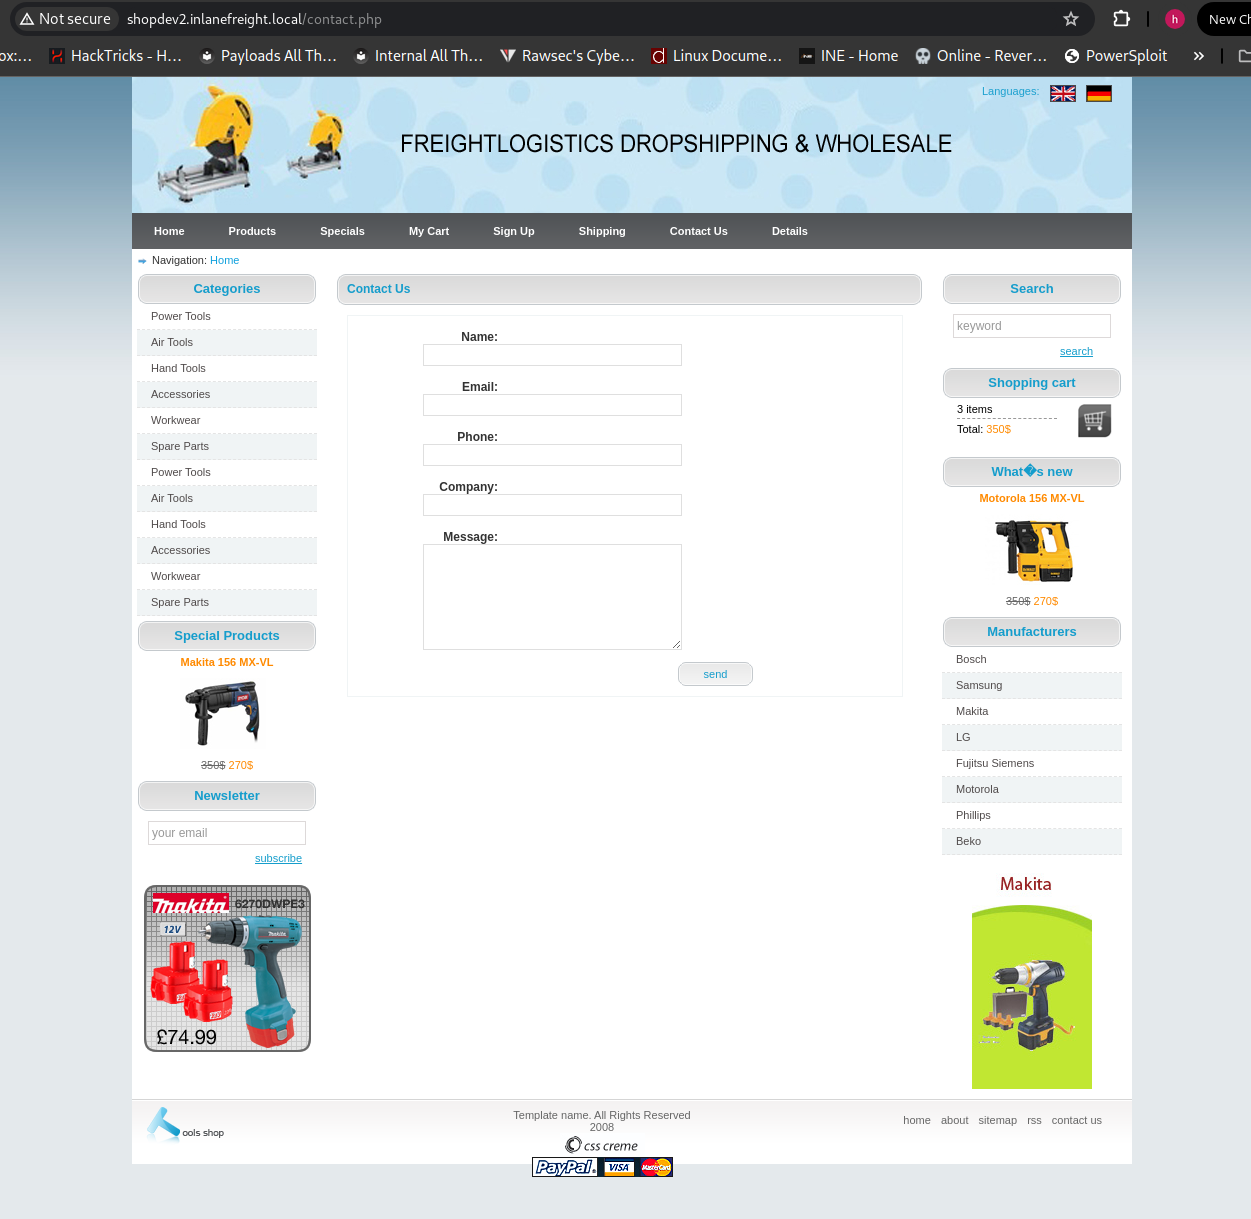 Not secure shopdev2.inlanefreight.local/contact.php
h
New Ch
ox:…
HackTricks - H…
Payloads All Th…
Internal All Th…
Rawsec's Cybe…
Linux Docume…
INE - Home
Online - Rever…
PowerSploit
»
Languages:
FREIGHTLOGISTICS DROPSHIPPING & WHOLESALE
Home Products Specials My Cart Sign Up Shipping Contact Us Details
Navigation: Home
Categories
Power Tools
Air Tools
Hand Tools
Accessories
Workwear
Spare Parts
Power Tools
Air Tools
Hand Tools
Accessories
Workwear
Spare Parts
Special Products
Makita 156 MX-VL
350$ 270$
Newsletter
your email
subscribe
makita 6270DWPE3
12V
£74.99
Contact Us
Name:
Email:
Phone:
Company:
Message:
send
Search
keyword
search
Shopping cart
3 items
Total: 350$
What�s new
Motorola 156 MX-VL
350$ 270$
Manufacturers
Bosch
Samsung
Makita
LG
Fujitsu Siemens
Motorola
Phillips
Beko
Makita
ools shop
Template name. All Rights Reserved
2008
css creme
PayPal VISA MasterCard
home about sitemap rss contact us